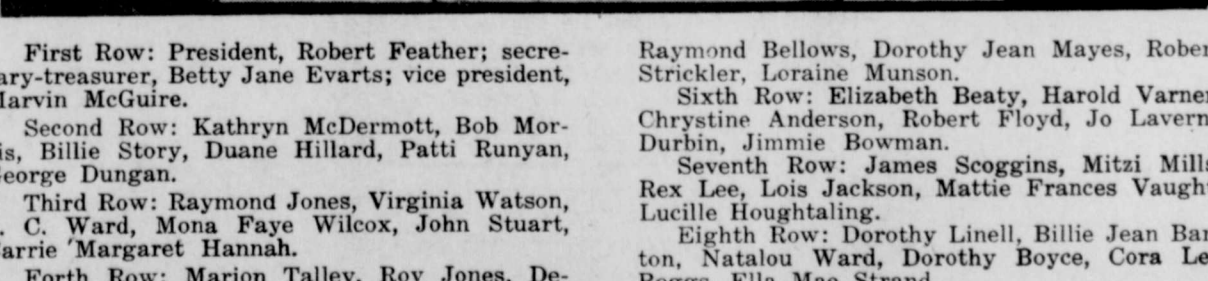 First Row: President, Robert Feather; secre-
ary-treasurer, Betty Jane Evarts; vice president,
Marvin McGuire.
Second Row: Kathryn McDermott, Bob Mor-
is, Billie Story, Duane Hillard, Patti Runyan,
eorge Dungan.
Third Row: Raymond Jones, Virginia Watson,
. C. Ward, Mona Faye Wilcox, John Stuart,
arrie 'Margaret Hannah.
Forth Row: Marion Talley, Roy Jones, De-
Raymond Bellows, Dorothy Jean Mayes, Rober
Strickler, Loraine Munson.
Sixth Row: Elizabeth Beaty, Harold Varner
Chrystine Anderson, Robert Floyd, Jo Lavern
Durbin, Jimmie Bowman.
Seventh Row: James Scoggins, Mitzi Mills
Rex Lee, Lois Jackson, Mattie Frances Vaugh
Lucille Houghtaling.
Eighth Row: Dorothy Linell, Billie Jean Bar
ton, Natalou Ward, Dorothy Boyce, Cora Le
Ella Mae Strand